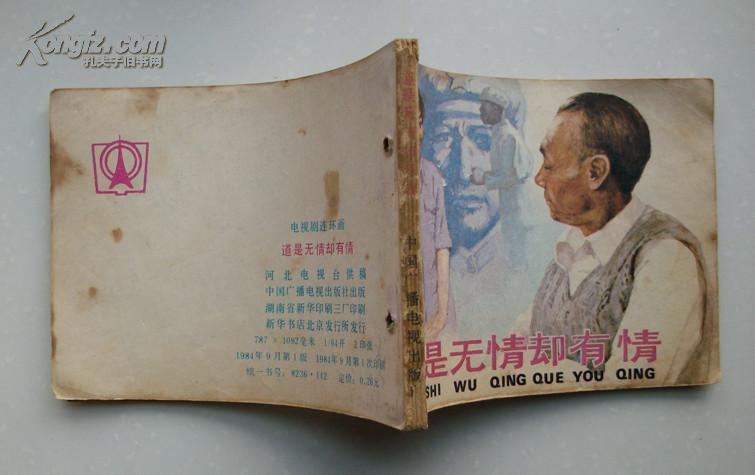 Kongfz.com
孔夫子旧书网
电视剧连环画
道是无情却有情
河北电视台供稿
中国广播电视出版社出版
湖南省新华印刷三厂印刷
新华书店北京发行所发行
787×1092毫米 1/64开 2印张
1984年9月第1版 1984年9月第1次印刷
统一书号：8236·142 定价：0.26元
中国广播电视出版
是无情却有情
SHI WU QING QUE YOU QING